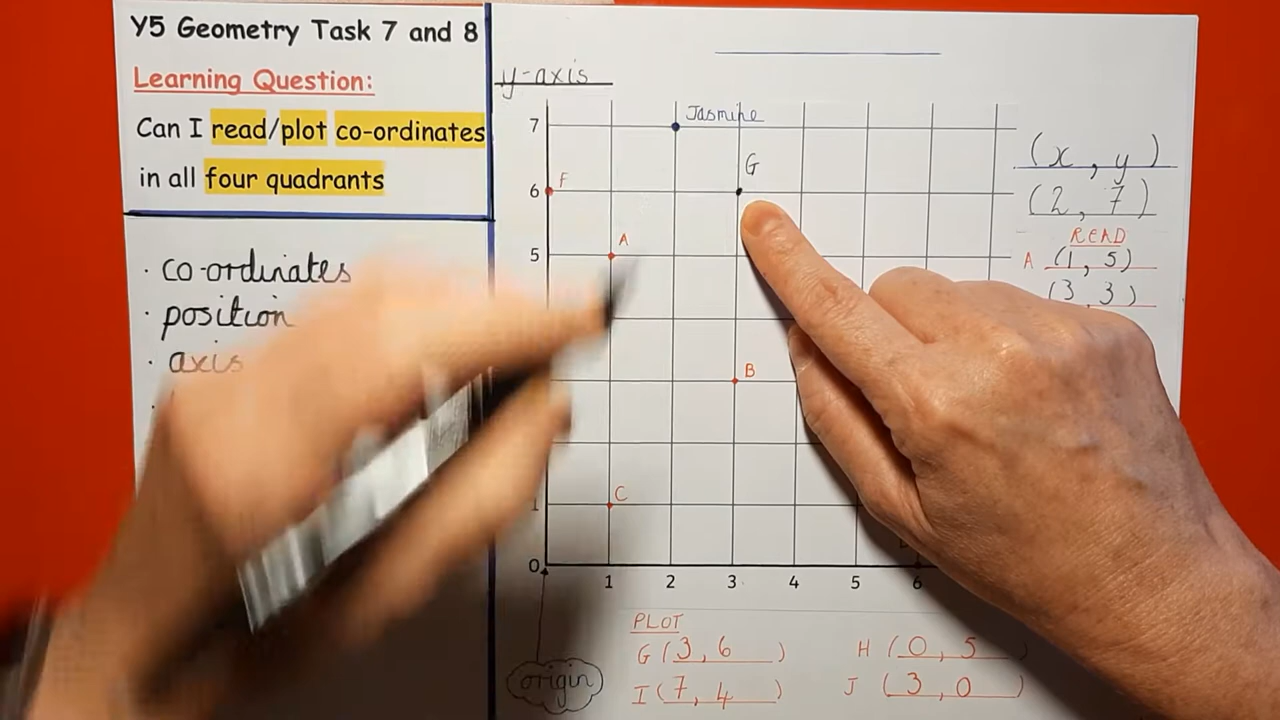 Y5 Geometry Task 7 and 8
Learning Question:
Can I read/plot co-ordinates
in all four quadrants
· co-ordinates
· position
· axis
y-axis
7
Jasmine
G
6
F
A
5
B
C
1
0
1 2 3 4 5 6
(x, y)
(2, 7)
READ
A (1, 5)
(3, 3)
PLOT
G (3, 6)
H (0, 5)
I (7, 4)
J (3, 0)
origin